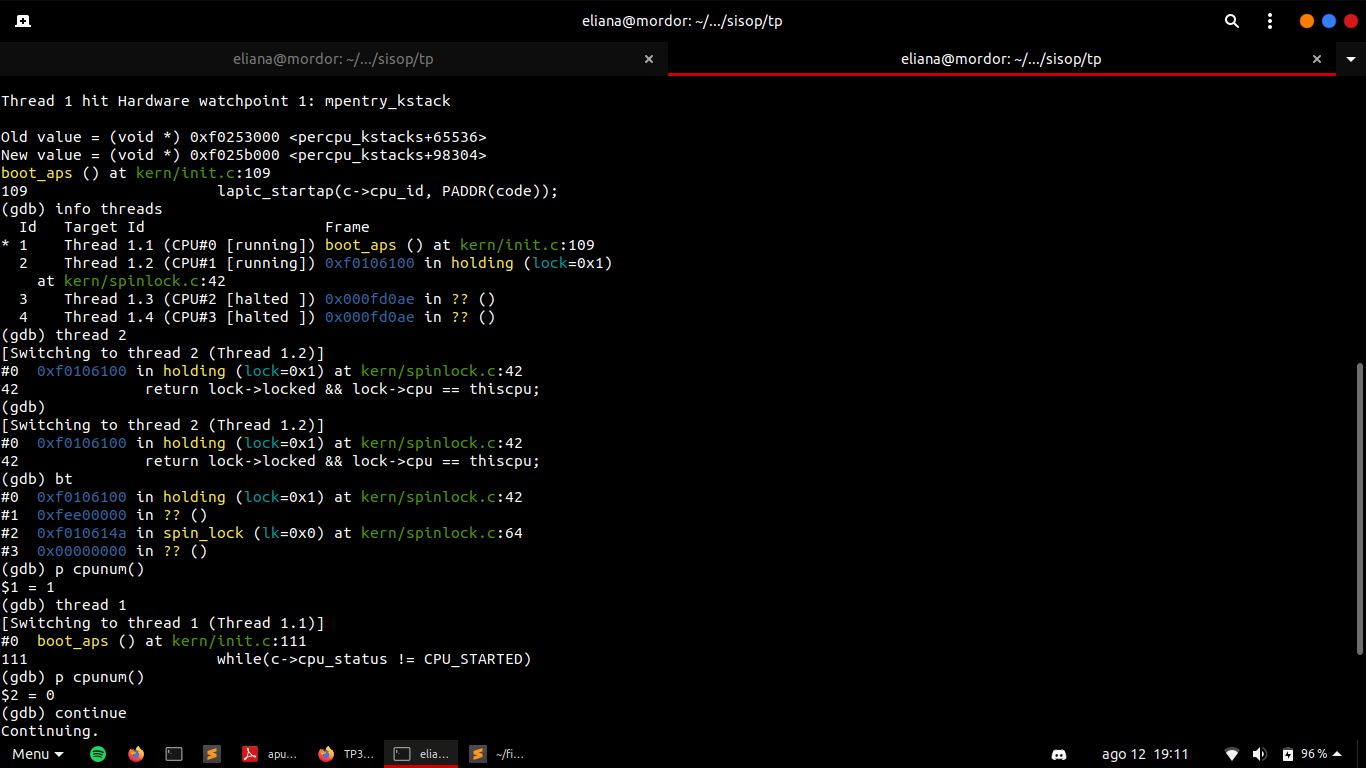 eliana@mordor: ~/.../sisop/tp
eliana@mordor: ~/.../sisop/tp
eliana@mordor: ~/.../sisop/tp
Thread 1 hit Hardware watchpoint 1: mpentry_kstack
Old value = (void *) 0xf0253000 <percpu_kstacks+65536>
New value = (void *) 0xf025b000 <percpu_kstacks+98304>
boot_aps () at kern/init.c:109
109                     lapic_startap(c->cpu_id, PADDR(code));
(gdb) info threads
  Id   Target Id                  Frame
* 1    Thread 1.1 (CPU#0 [running]) boot_aps () at kern/init.c:109
  2    Thread 1.2 (CPU#1 [running]) 0xf0106100 in holding (lock=0x1)
    at kern/spinlock.c:42
  3    Thread 1.3 (CPU#2 [halted ]) 0x000fd0ae in ?? ()
  4    Thread 1.4 (CPU#3 [halted ]) 0x000fd0ae in ?? ()
(gdb) thread 2
[Switching to thread 2 (Thread 1.2)]
#0  0xf0106100 in holding (lock=0x1) at kern/spinlock.c:42
42              return lock->locked && lock->cpu == thiscpu;
(gdb)
[Switching to thread 2 (Thread 1.2)]
#0  0xf0106100 in holding (lock=0x1) at kern/spinlock.c:42
42              return lock->locked && lock->cpu == thiscpu;
(gdb) bt
#0  0xf0106100 in holding (lock=0x1) at kern/spinlock.c:42
#1  0xfee00000 in ?? ()
#2  0xf010614a in spin_lock (lk=0x0) at kern/spinlock.c:64
#3  0x00000000 in ?? ()
(gdb) p cpunum()
$1 = 1
(gdb) thread 1
[Switching to thread 1 (Thread 1.1)]
#0  boot_aps () at kern/init.c:111
111                     while(c->cpu_status != CPU_STARTED)
(gdb) p cpunum()
$2 = 0
(gdb) continue
Continuing.
Menu apu... TP3... elia... ~/fi... ago 12 19:11 96 %